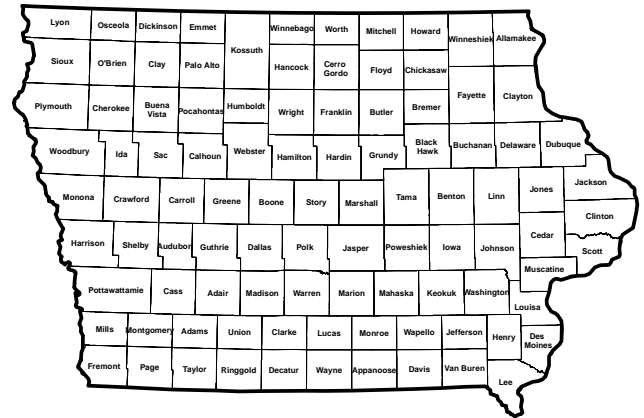 Lyon Osceola Dickinson Emmet Winnebago Worth Mitchell Howard Winneshiek Allamakee
Kossuth
Sioux O'Brien Clay Palo Alto Hancock Cerro Gordo Floyd Chickasaw
Plymouth Cherokee Buena Vista Pocahontas Humboldt Wright Franklin Butler Bremer Fayette Clayton
Woodbury Ida Sac Calhoun Webster Hamilton Hardin Grundy Black Hawk Buchanan Delaware Dubuque
Monona Crawford Carroll Greene Boone Story Marshall Tama Benton Linn Jones Jackson
Clinton
Harrison Shelby Audubon Guthrie Dallas Polk Jasper Poweshiek Iowa Johnson Cedar Scott
Muscatine
Pottawattamie Cass Adair Madison Warren Marion Mahaska Keokuk Washington Louisa
Mills Montgomery Adams Union Clarke Lucas Monroe Wapello Jefferson Henry Des Moines
Fremont Page Taylor Ringgold Decatur Wayne Appanoose Davis Van Buren Lee